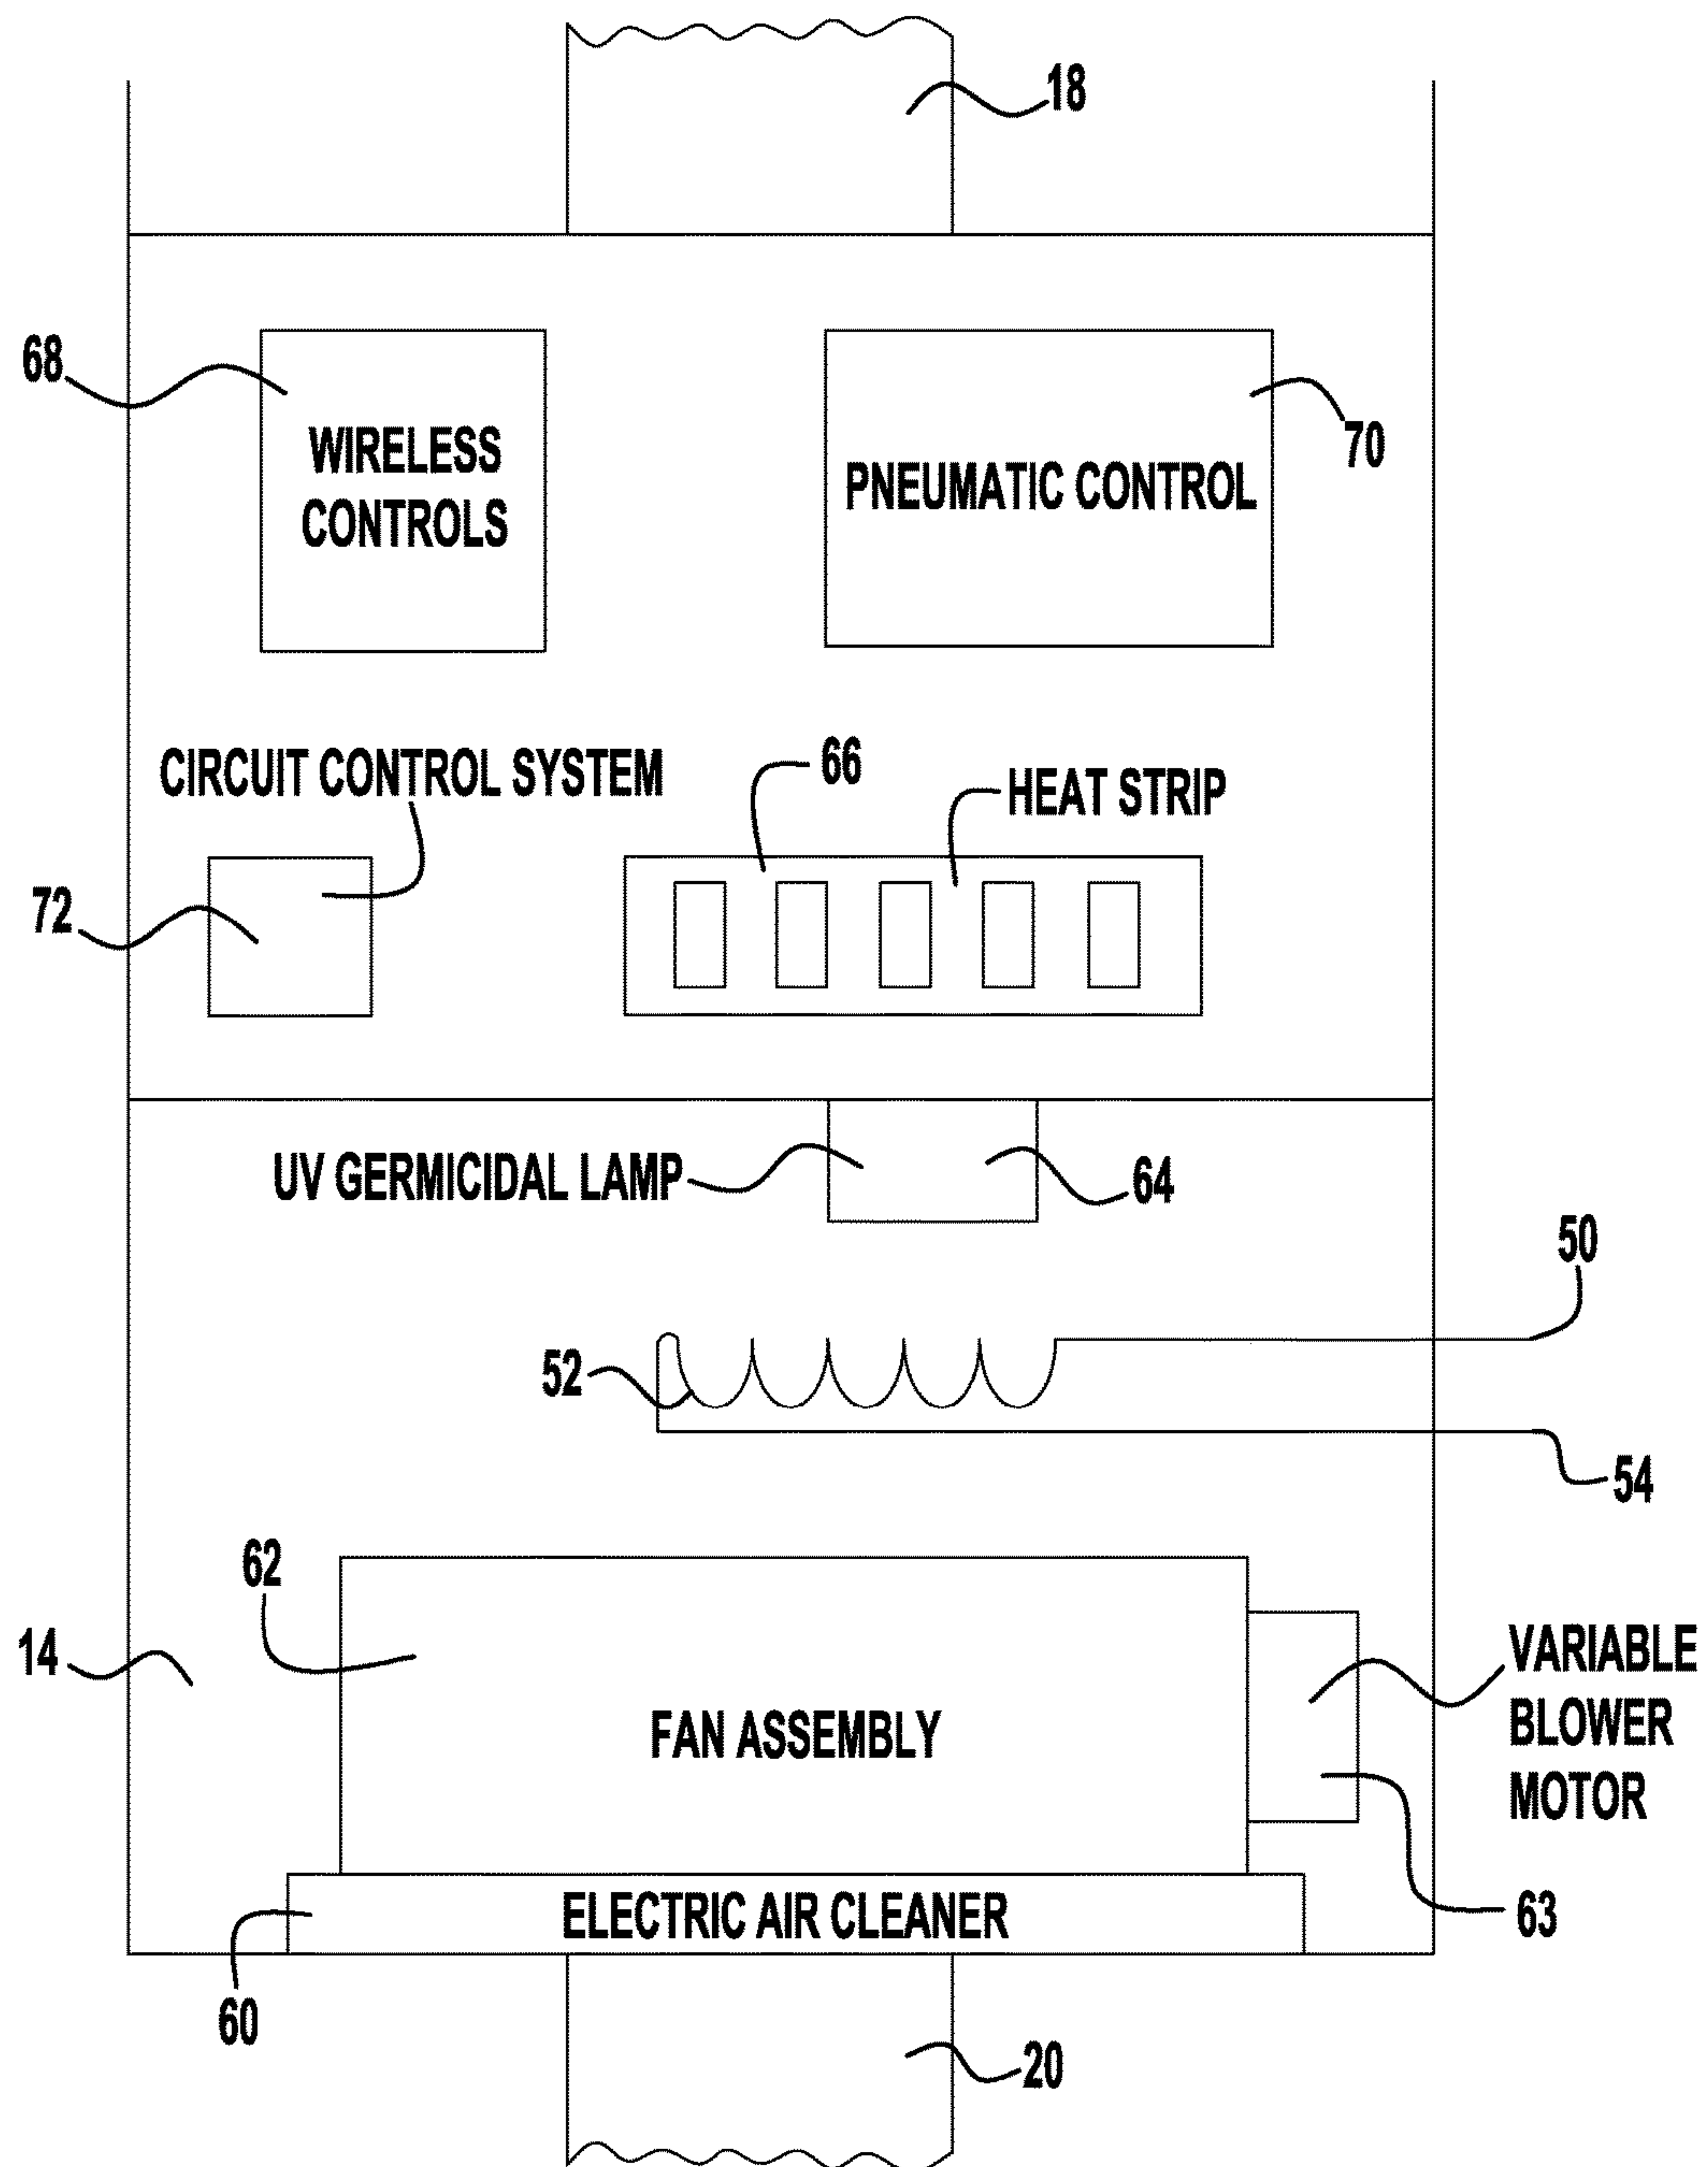 18
68
WIRELESS
CONTROLS
PNEUMATIC CONTROL
70
CIRCUIT CONTROL SYSTEM
66
HEAT STRIP
72
UV GERMICIDAL LAMP
64
50
52
54
62
14
FAN ASSEMBLY
VARIABLE
BLOWER
MOTOR
ELECTRIC AIR CLEANER
63
60
20